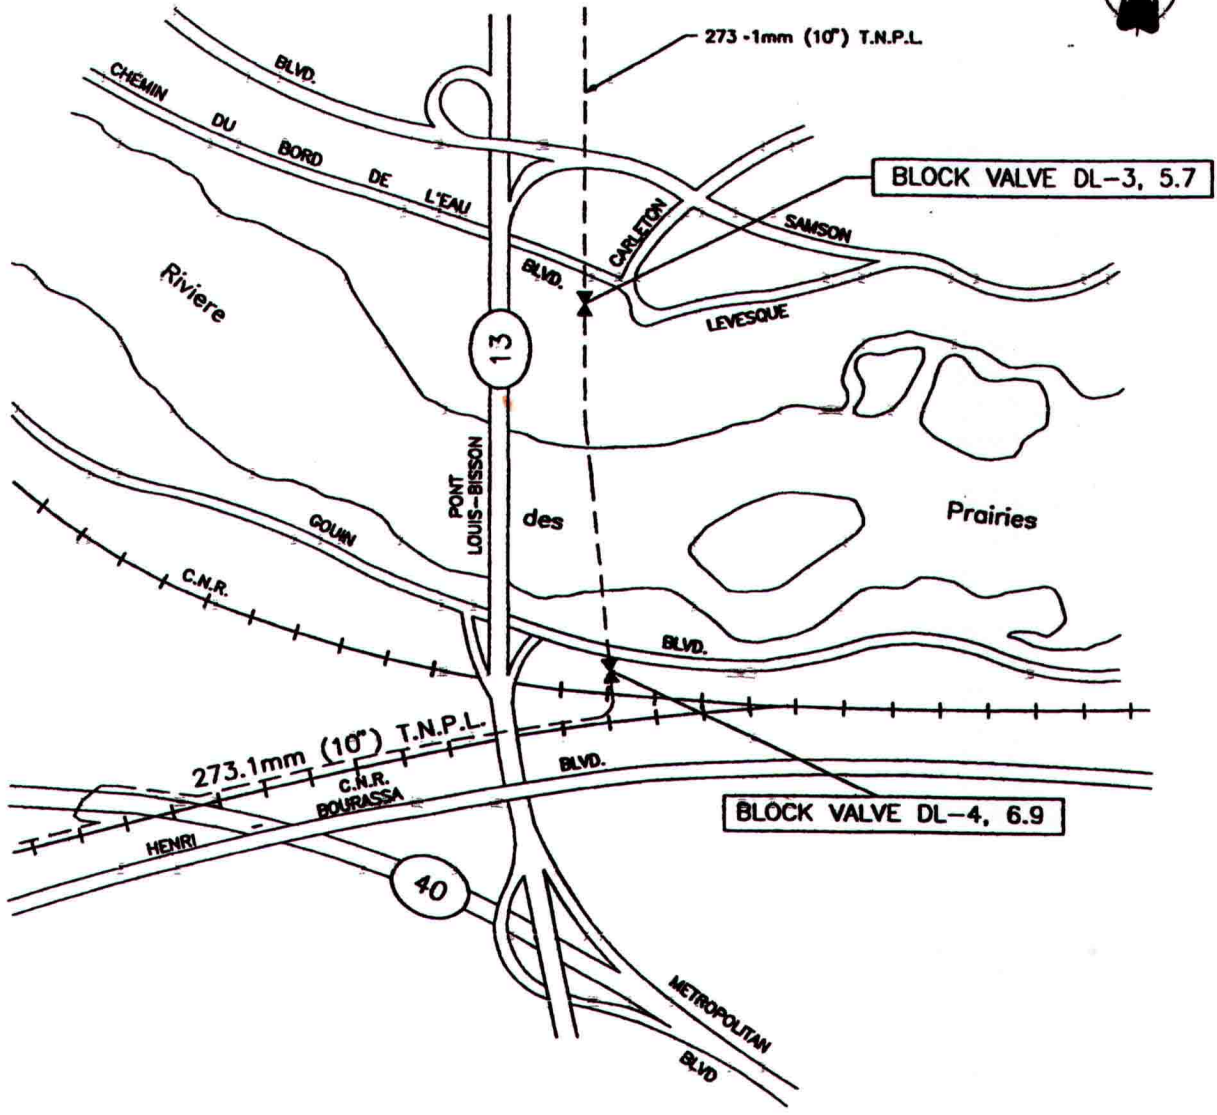 273-1mm (10") T.N.P.L.
BLVD.
CHEMIN DU BORD DE L'EAU
BLVD.
BLOCK VALVE DL-3, 5.7
CARLETON
SAMSON
LEVESQUE
Riviere
13
PONT
LOUIS-BISSON
des
Prairies
GOUIN
BLVD.
C.N.R.
273.1mm (10") T.N.P.L.
C.N.R.
HENRI BOURASSA
BLVD.
BLOCK VALVE DL-4, 6.9
40
METROPOLITAN
BLVD